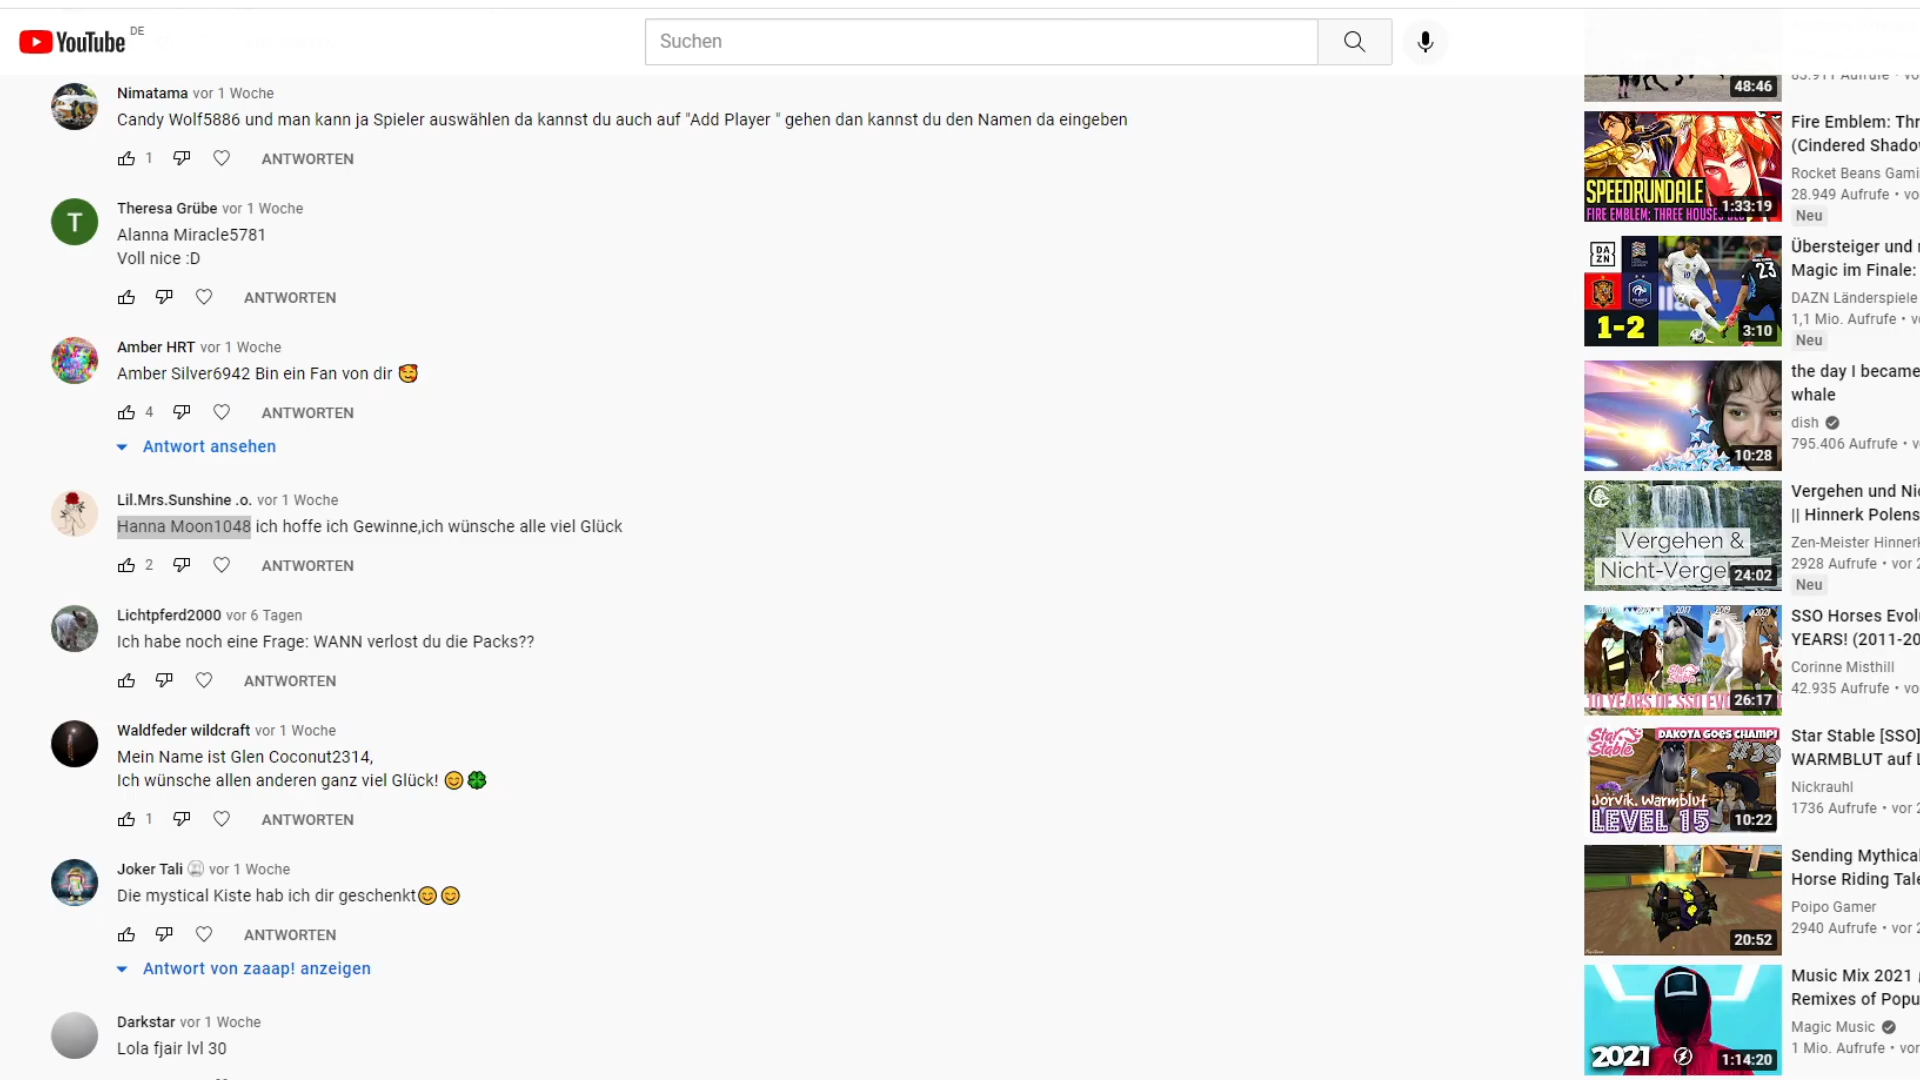 YouTube DE
Suchen
Nimatama vor 1 Woche
Candy Wolf5886 und man kann ja Spieler auswählen da kannst du auch auf "Add Player " gehen dan kannst du den Namen da eingeben
1 ANTWORTEN
T
Theresa Grübe vor 1 Woche
Alanna Miracle5781
Voll nice :D
ANTWORTEN
Amber HRT vor 1 Woche
Amber Silver6942 Bin ein Fan von dir 🥰
4 ANTWORTEN
Antwort ansehen
Lil.Mrs.Sunshine .o. vor 1 Woche
Hanna Moon1048 ich hoffe ich Gewinne,ich wünsche alle viel Glück
2 ANTWORTEN
Lichtpferd2000 vor 6 Tagen
Ich habe noch eine Frage: WANN verlost du die Packs??
ANTWORTEN
Waldfeder wildcraft vor 1 Woche
Mein Name ist Glen Coconut2314,
Ich wünsche allen anderen ganz viel Glück! 😊🍀
1 ANTWORTEN
Joker Tali vor 1 Woche
Die mystical Kiste hab ich dir geschenkt😊😊
ANTWORTEN
Antwort von zaaap! anzeigen
Darkstar vor 1 Woche
Lola fjair lvl 30
48:46
83.911 Aufrufe • vo
SPEEDRUNDALE
FIRE EMBLEM: THREE HOUSES
1:33:19
Fire Emblem: Thr
(Cindered Shado
Rocket Beans Gami
28.949 Aufrufe • vo
Neu
DAZN
10
23
1-2
3:10
Übersteiger und
Magic im Finale:
DAZN Länderspiele
1,1 Mio. Aufrufe • v
Neu
10:28
the day I became
whale
dish
795.406 Aufrufe • v
Vergehen &
Nicht-Vergeh
24:02
Vergehen und Nic
|| Hinnerk Polens
Zen-Meister Hinnerk
2928 Aufrufe • vor 2
Neu
2017 2019 2021
Star Stable
10 YEARS OF SSO EVO
26:17
SSO Horses Evol
YEARS! (2011-20
Corinne Misthill
42.935 Aufrufe • vo
Star Stable
DAKOTA GOES CHAMP!
#39
Jorvik. Warmblut
LEVEL 15
10:22
Star Stable [SSO]
WARMBLUT auf L
Nickrauhl
1736 Aufrufe • vor 2
20:52
Sending Mythical
Horse Riding Tale
Poipo Gamer
2940 Aufrufe • vor 2
2021
1:14:20
Music Mix 2021
Remixes of Popu
Magic Music
1 Mio. Aufrufe • vor